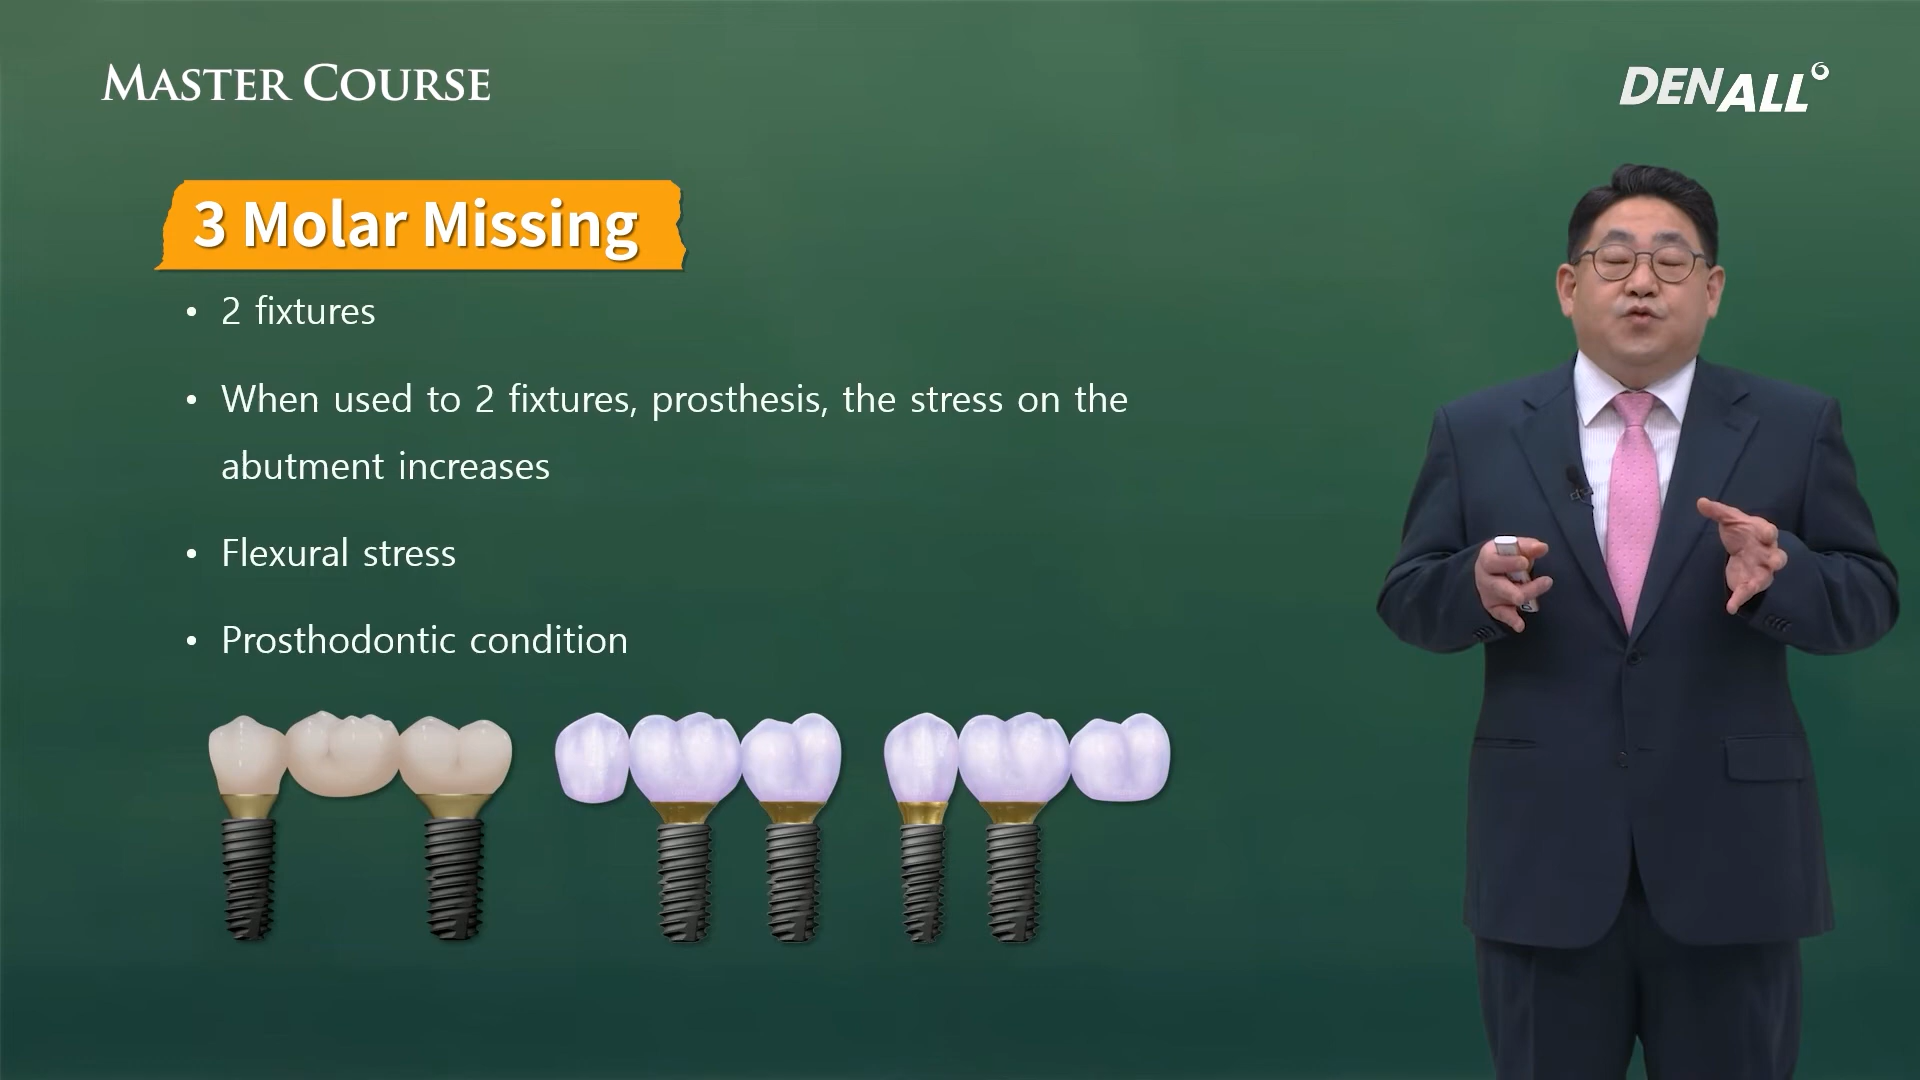 MASTER COURSE
DENALL
3 Molar Missing
• 2 fixtures
• When used to 2 fixtures, prosthesis, the stress on the
abutment increases
• Flexural stress
• Prosthodontic condition